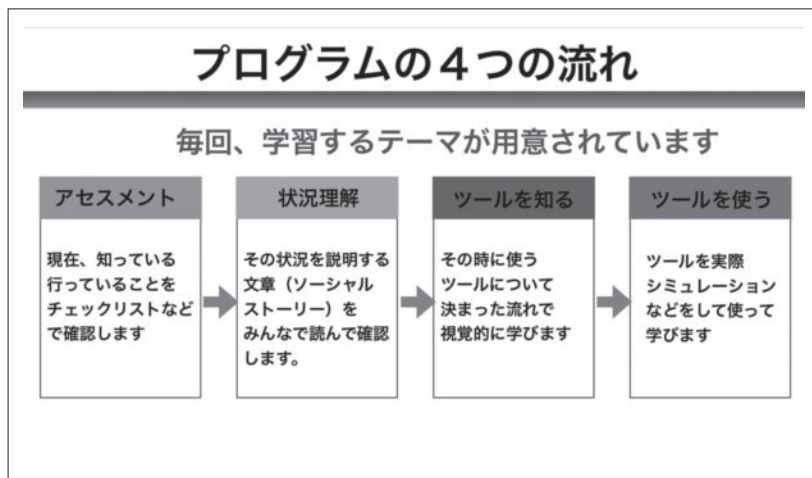 プログラムの４つの流れ
毎回、学習するテーマが用意されています
アセスメント
現在、知っている
行っていることを
チェックリストなど
で確認します
状況理解
その状況を説明する
文章（ソーシャル
ストーリー）を
みんなで読んで確認
します。
ツールを知る
その時に使う
ツールについて
決まった流れで
視覚的に学びます
ツールを使う
ツールを実際
シミュレーション
などをして使って
学びます